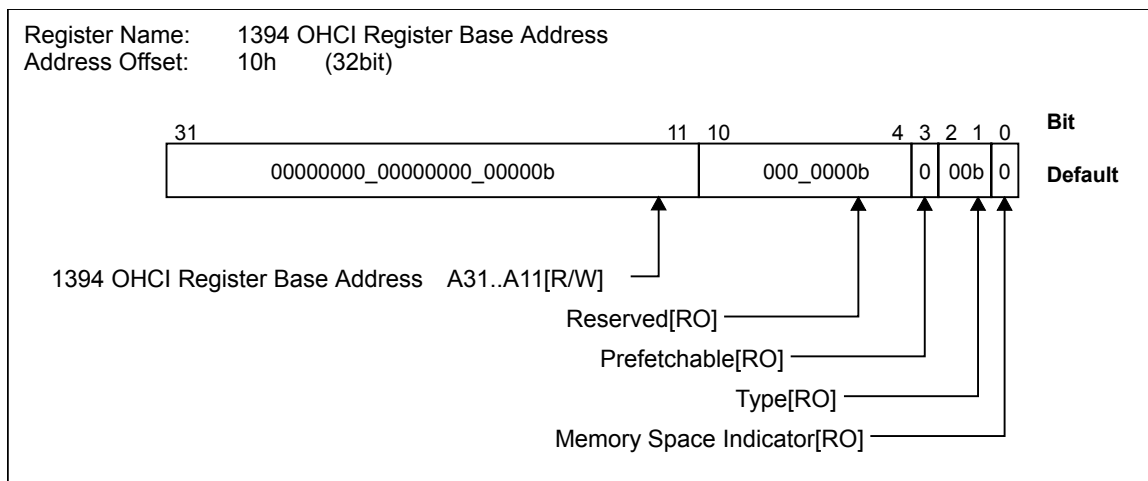 Register Name: 1394 OHCI Register Base Address
Address Offset: 10h (32bit)
31 11 10 4 3 2 1 0 Bit
00000000_00000000_00000b 000_0000b 0 00b 0 Default
1394 OHCI Register Base Address A31..A11[R/W]
Reserved[RO]
Prefetchable[RO]
Type[RO]
Memory Space Indicator[RO]